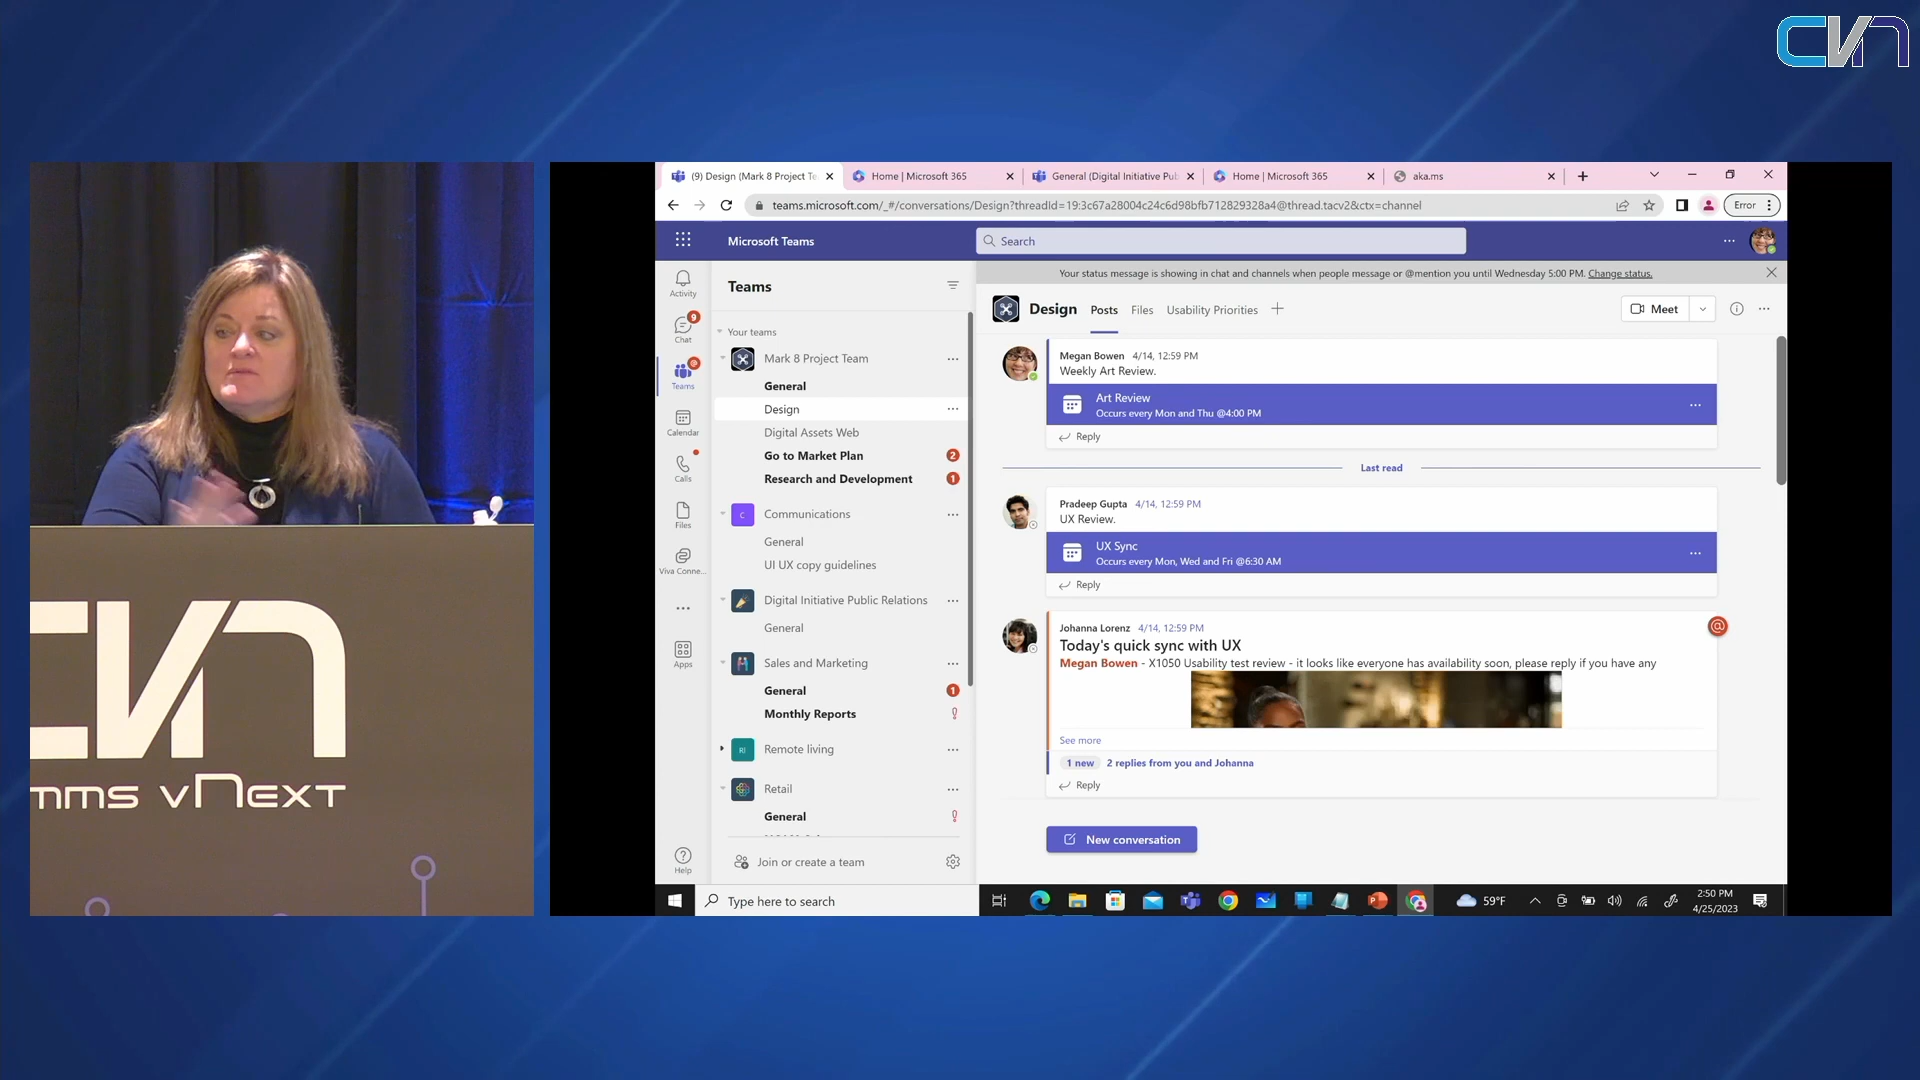 CVN
(9) Design (Mark 8 Project Te
Home | Microsoft 365
General (Digital Initiative Pub
Home | Microsoft 365
aka.ms
teams.microsoft.com/_#/conversations/Design?threadId=19:3c67a28004c24c6d98bfb712829328a4@thread.tacv2&ctx=channel
Error
Microsoft Teams
Search
Your status message is showing in chat and channels when people message or @mention you until Wednesday 5:00 PM. Change status.
Activity
9
Chat
@
Teams
Calendar
Calls
Files
Viva Conne...
Apps
Help
Teams
Your teams
Mark 8 Project Team
General
Design
Digital Assets Web
Go to Market Plan 2
Research and Development 1
C Communications
General
UI UX copy guidelines
Digital Initiative Public Relations
General
Sales and Marketing
General 1
Monthly Reports !
Rl Remote living
Retail
General !
Join or create a team
Design Posts Files Usability Priorities
Meet
Megan Bowen 4/14, 12:59 PM
Weekly Art Review.
Art Review
Occurs every Mon and Thu @4:00 PM
Reply
Last read
Pradeep Gupta 4/14, 12:59 PM
UX Review.
UX Sync
Occurs every Mon, Wed and Fri @6:30 AM
Reply
Johanna Lorenz 4/14, 12:59 PM
@
Today's quick sync with UX
Megan Bowen - X1050 Usability test review - it looks like everyone has availability soon, please reply if you have any
See more
1 new 2 replies from you and Johanna
Reply
New conversation
Type here to search
59°F
2:50 PM
4/25/2023
CVN
mms vNext